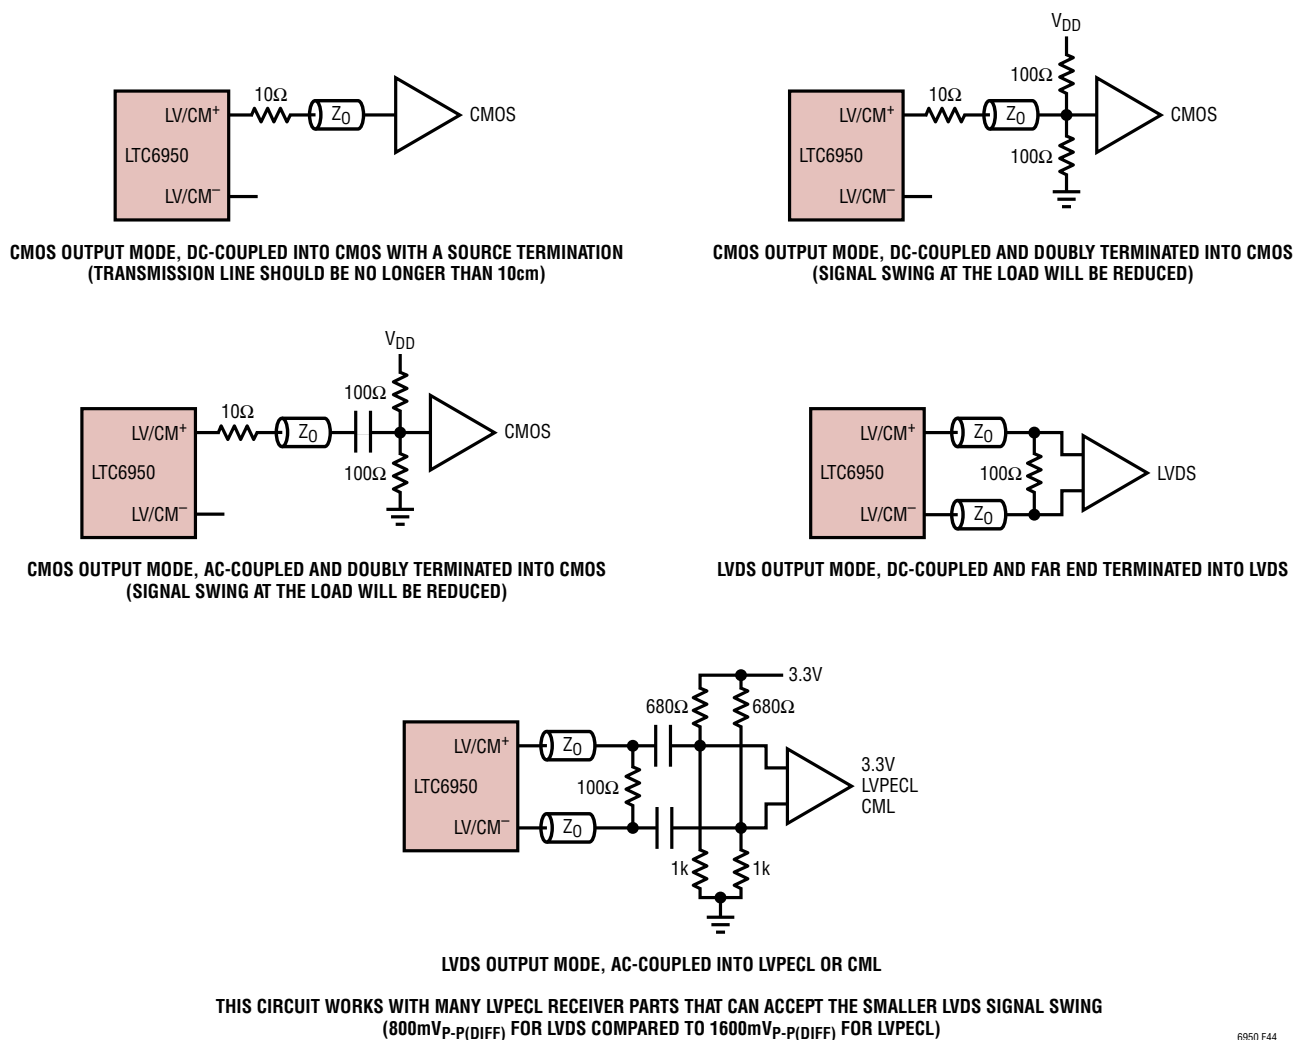 LTC6950
LV/CM+
LV/CM–
10Ω
Z0
CMOS
CMOS OUTPUT MODE, DC-COUPLED INTO CMOS WITH A SOURCE TERMINATION
(TRANSMISSION LINE SHOULD BE NO LONGER THAN 10cm)
VDD
100Ω
LV/CM+
10Ω
Z0
CMOS
LTC6950
100Ω
LV/CM–
CMOS OUTPUT MODE, DC-COUPLED AND DOUBLY TERMINATED INTO CMOS
(SIGNAL SWING AT THE LOAD WILL BE REDUCED)
VDD
100Ω
10Ω
LV/CM+
Z0
CMOS
LTC6950
100Ω
LV/CM–
CMOS OUTPUT MODE, AC-COUPLED AND DOUBLY TERMINATED INTO CMOS
(SIGNAL SWING AT THE LOAD WILL BE REDUCED)
LV/CM+
Z0
LTC6950
100Ω
LVDS
LV/CM–
Z0
LVDS OUTPUT MODE, DC-COUPLED AND FAR END TERMINATED INTO LVDS
3.3V
680Ω
680Ω
LV/CM+
Z0
LTC6950
100Ω
3.3V
LVPECL
CML
LV/CM–
Z0
1k
1k
LVDS OUTPUT MODE, AC-COUPLED INTO LVPECL OR CML
THIS CIRCUIT WORKS WITH MANY LVPECL RECEIVER PARTS THAT CAN ACCEPT THE SMALLER LVDS SIGNAL SWING
(800mVP-P(DIFF) FOR LVDS COMPARED TO 1600mVP-P(DIFF) FOR LVPECL)
6950 F44